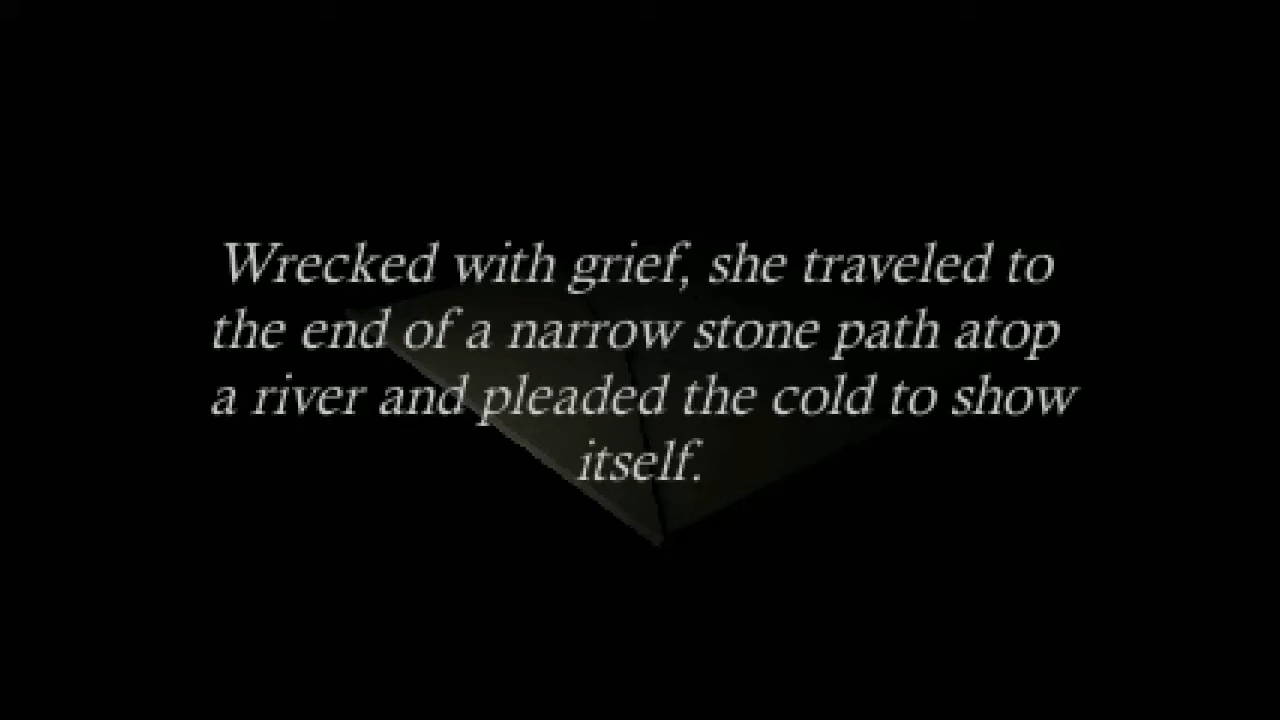 Wrecked with grief, she traveled to
the end of a narrow stone path atop
a river and pleaded the cold to show
itself.